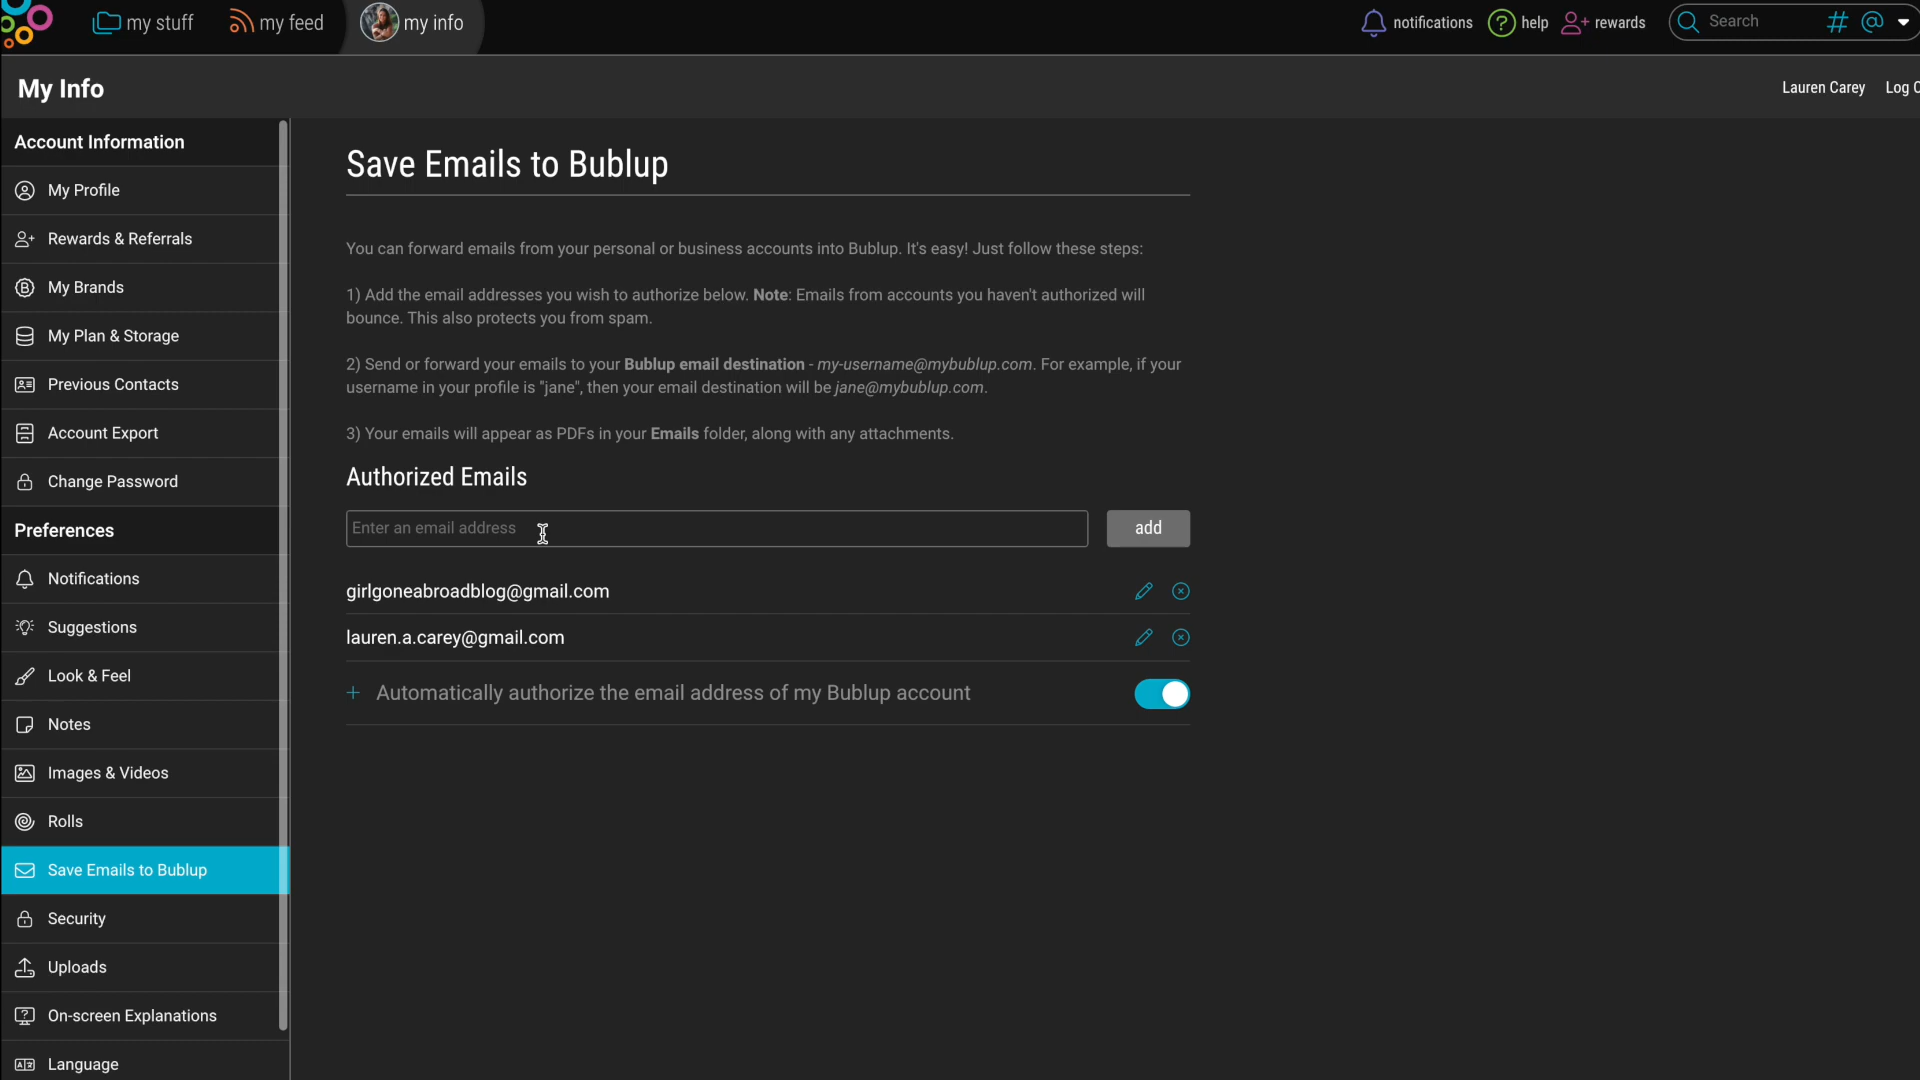 my stuff
my feed
my info
notifications
help
rewards
Search
My Info
Lauren Carey
Log
Account Information
My Profile
Rewards & Referrals
My Brands
My Plan & Storage
Previous Contacts
Account Export
Change Password
Preferences
Notifications
Suggestions
Look & Feel
Notes
Images & Videos
Rolls
Save Emails to Bublup
Security
Uploads
On-screen Explanations
Language
Save Emails to Bublup
You can forward emails from your personal or business accounts into Bublup. It's easy! Just follow these steps:
1) Add the email addresses you wish to authorize below. Note: Emails from accounts you haven't authorized will
bounce. This also protects you from spam.
2) Send or forward your emails to your Bublup email destination - my-username@mybublup.com. For example, if your
username in your profile is "jane", then your email destination will be jane@mybublup.com.
3) Your emails will appear as PDFs in your Emails folder, along with any attachments.
Authorized Emails
Enter an email address
add
girlgoneabroadblog@gmail.com
lauren.a.carey@gmail.com
+ Automatically authorize the email address of my Bublup account